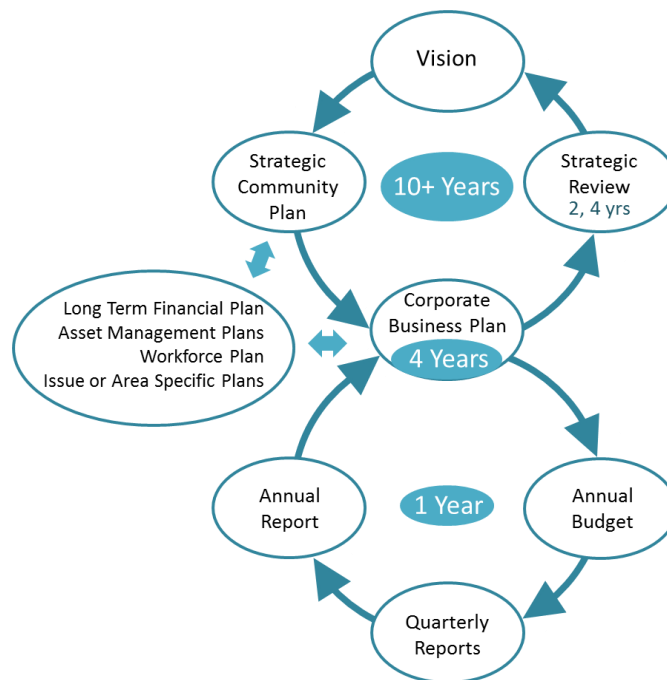 Vision
Strategic
Community
Plan
10+ Years
Strategic
Review
2, 4 yrs
Long Term Financial Plan
Asset Management Plans
Workforce Plan
Issue or Area Specific Plans
Corporate
Business Plan
4 Years
Annual
Report
1 Year
Annual
Budget
Quarterly
Reports